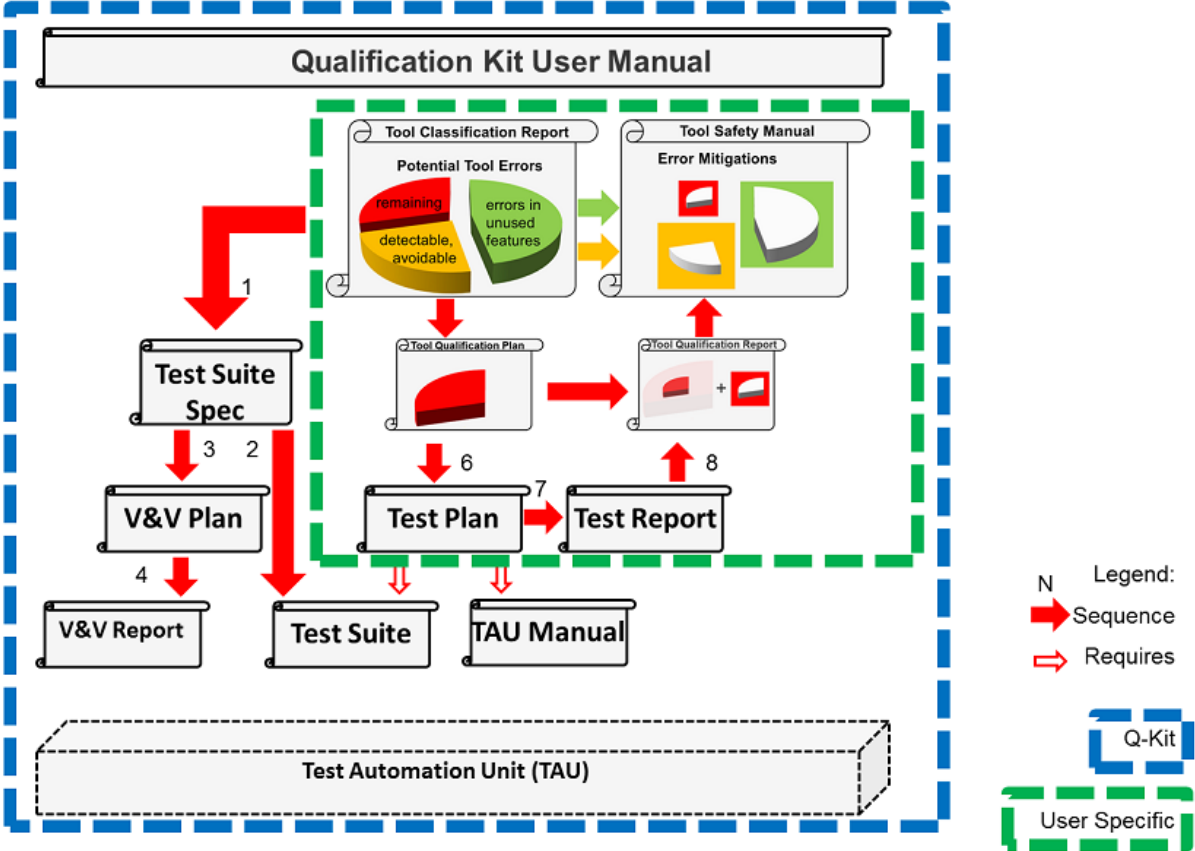 Qualification Kit User Manual
Tool Classification Report
Potential Tool Errors
remaining
errors in
unused
features
detectable,
avoidable
Tool Safety Manual
Error Mitigations
1
Tool Qualification Plan
Tool Qualification Report
+
Test Suite
Spec
3
2
6
8
V&V Plan
Test Plan
7
Test Report
4
V&V Report
Test Suite
TAU Manual
Test Automation Unit (TAU)
Legend:
N
Sequence
Requires
Q-Kit
User Specific